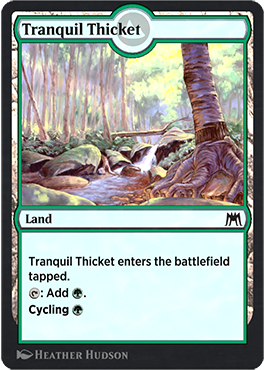 Tranquil Thicket
Land
Tranquil Thicket enters the battlefield
tapped.
: Add .
Cycling
HEATHER HUDSON